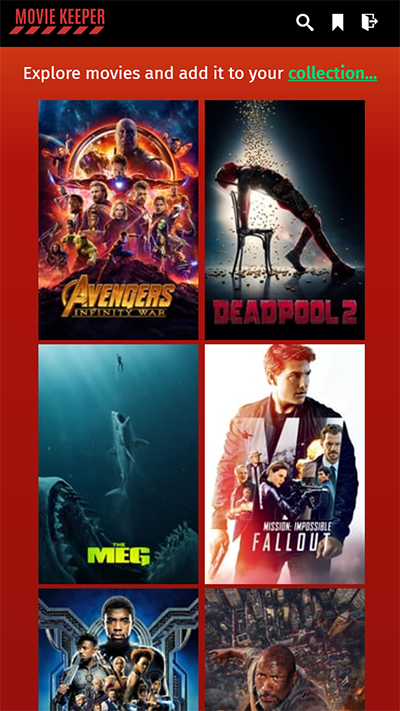 MOVIE KEEPER
Explore movies and add it to your collection...
AVENGERS
INFINITY WAR
DEADPOOL 2
THE
MEG
MISSION: IMPOSSIBLE
FALLOUT